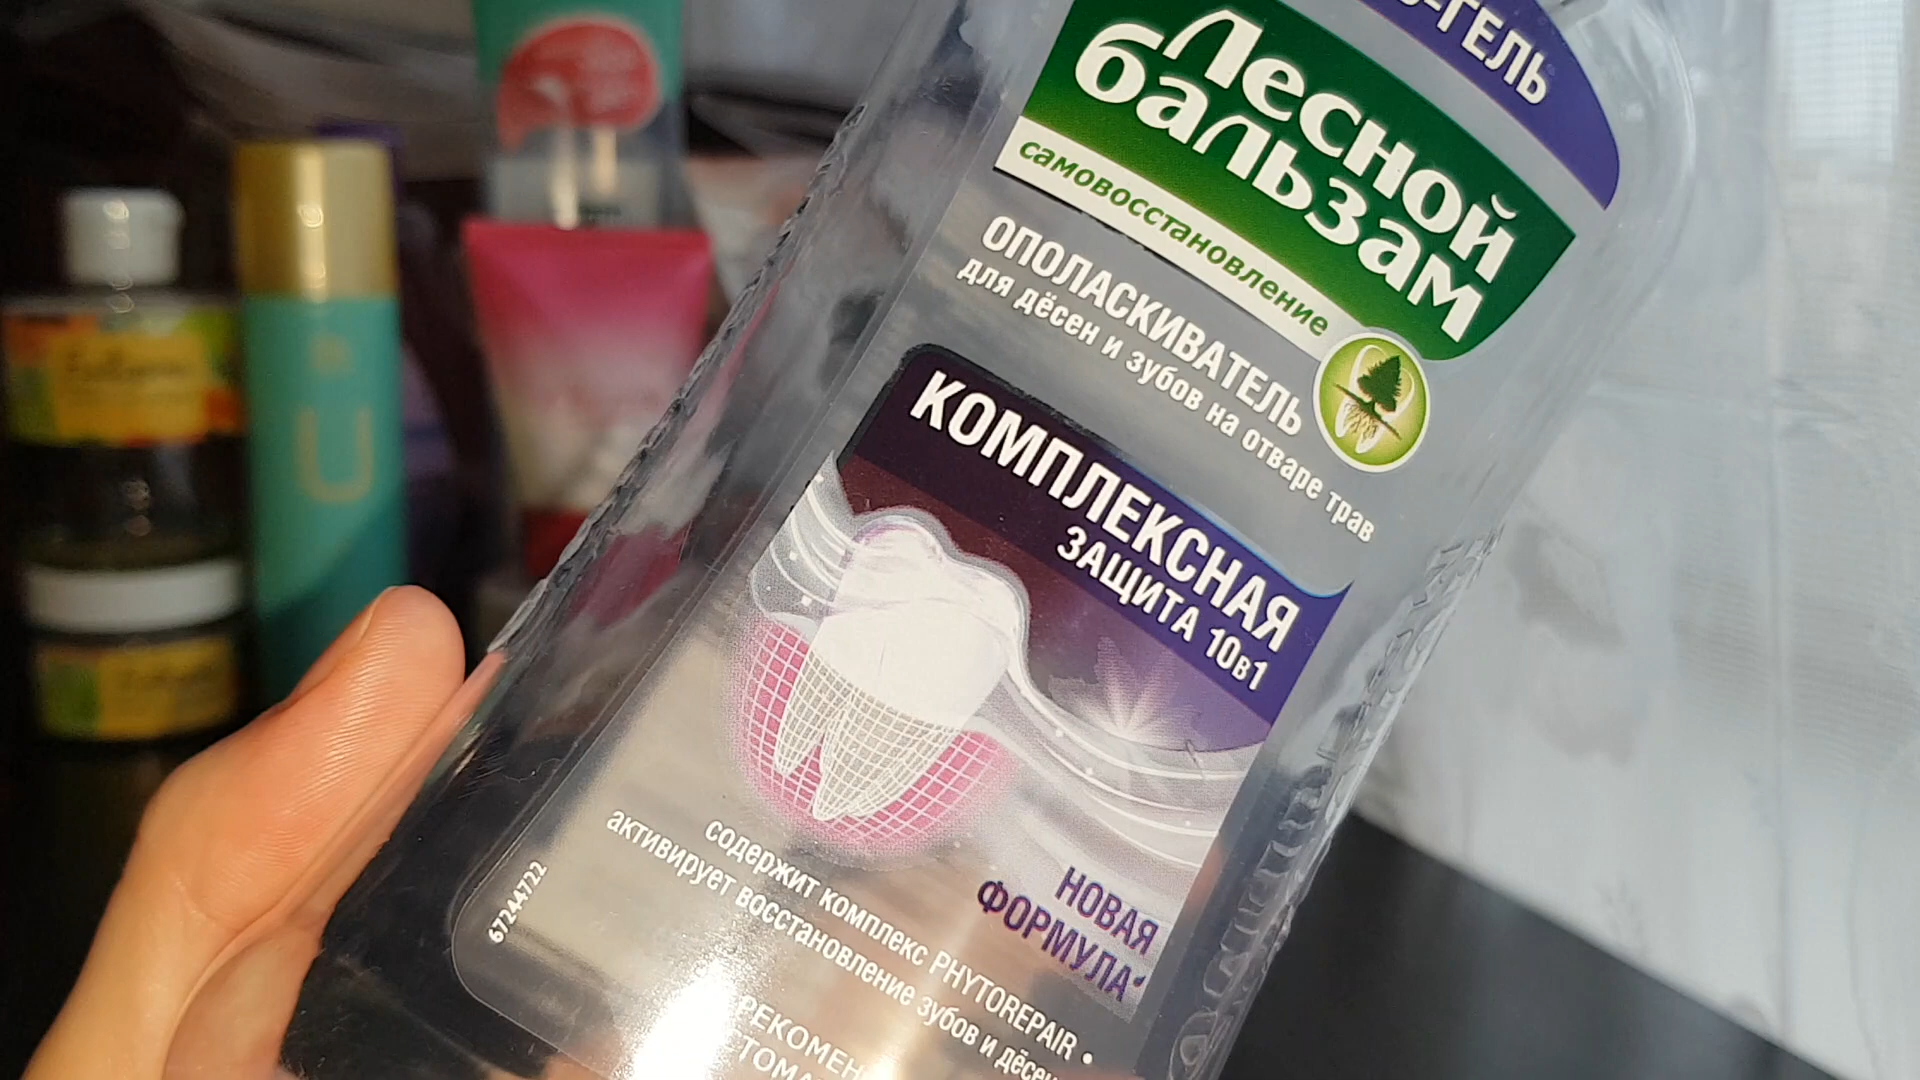 -ГЕЛЬ
Лесной
бальзам
самовосстановление
ОПОЛАСКИВАТЕЛЬ
для дёсен и зубов на отваре трав
КОМПЛЕКСНАЯ
ЗАЩИТА 10в1
НОВАЯ
ФОРМУЛА
содержит комплекс PHYTOREPAIR •
активирует восстановление зубов и дёсен
67244722
U